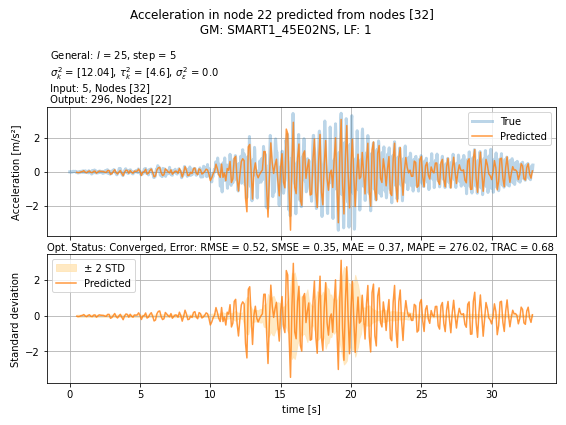 Acceleration in node 22 predicted from nodes [32]
GM: SMART1_45E02NS, LF: 1
General: l = 25, step = 5
σ²ₖ = [12.04], τ²ₖ = [4.6], σ²ₑ = 0.0
Input: 5, Nodes [32]
Output: 296, Nodes [22]
Acceleration [m/s²]
2
0
−2
True
Predicted
Opt. Status: Converged, Error: RMSE = 0.52, SMSE = 0.35, MAE = 0.37, MAPE = 276.02, TRAC = 0.68
Standard deviation
2
0
−2
± 2 STD
Predicted
0 5 10 15 20 25 30
time [s]